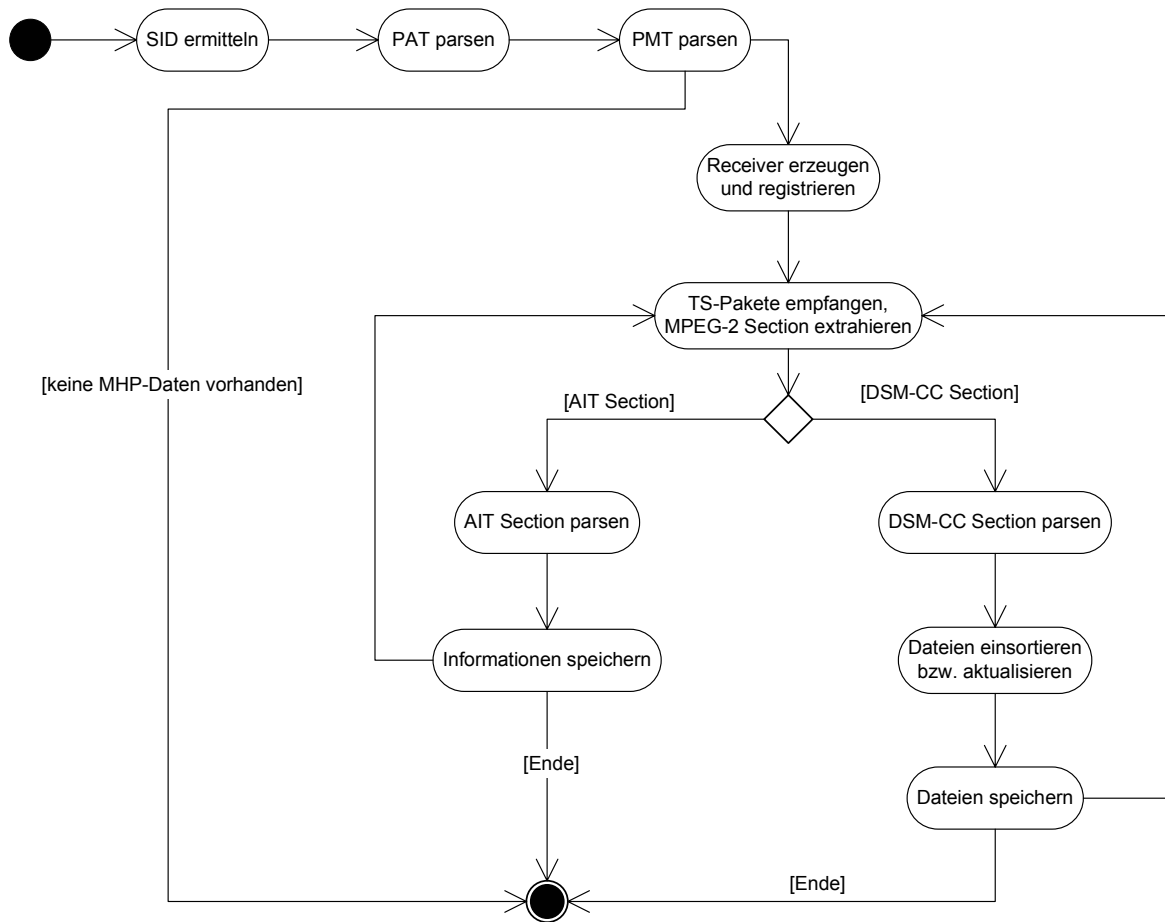 SID ermitteln
PAT parsen
PMT parsen
Receiver erzeugen
und registrieren
TS-Pakete empfangen,
MPEG-2 Section extrahieren
[keine MHP-Daten vorhanden]
[AIT Section]
[DSM-CC Section]
AIT Section parsen
DSM-CC Section parsen
Informationen speichern
Dateien einsortieren
bzw. aktualisieren
[Ende]
Dateien speichern
[Ende]